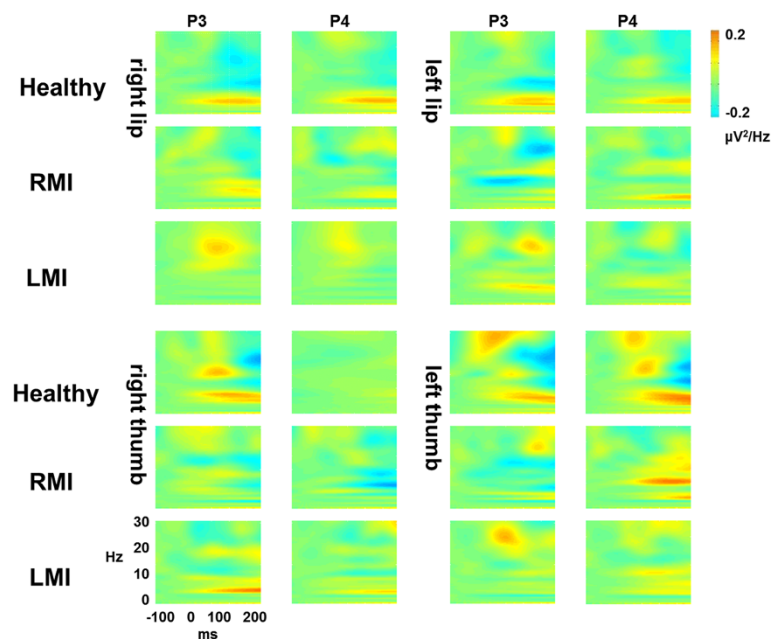 P3 P4 P3 P4
0.2
-0.2
µV²/Hz
Healthy
right lip
left lip
RMI
LMI
Healthy
right thumb
left thumb
RMI
LMI
30
20
10
0
Hz
-100 0 100 200
ms